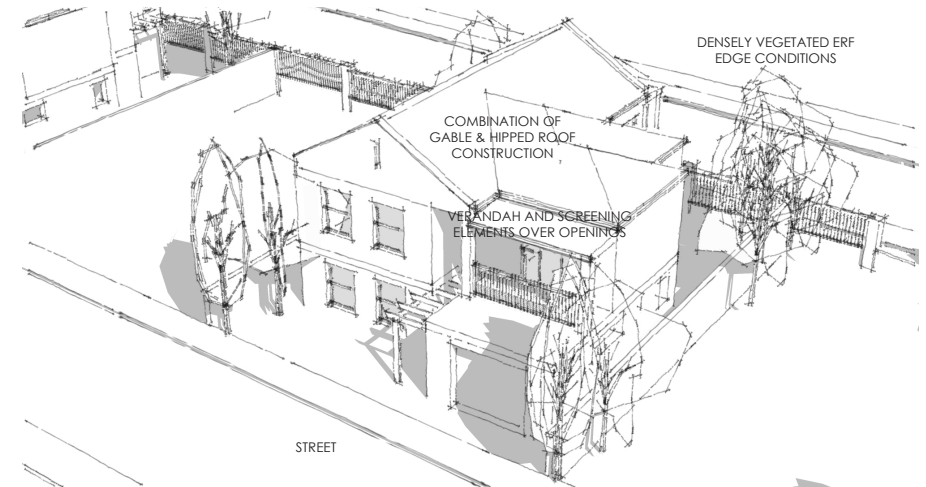 DENSELY VEGETATED ERF
EDGE CONDITIONS
COMBINATION OF
GABLE & HIPPED ROOF
CONSTRUCTION
VERANDAH AND SCREENING
ELEMENTS OVER OPENINGS
STREET